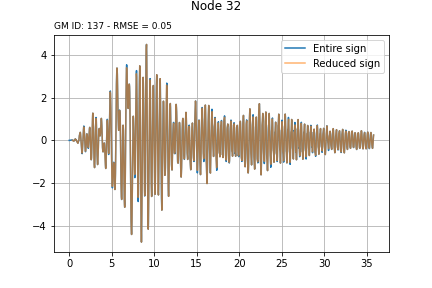 Node 32
GM ID: 137 - RMSE = 0.05
Entire sign
Reduced sign
4
2
0
−2
−4
0 5 10 15 20 25 30 35